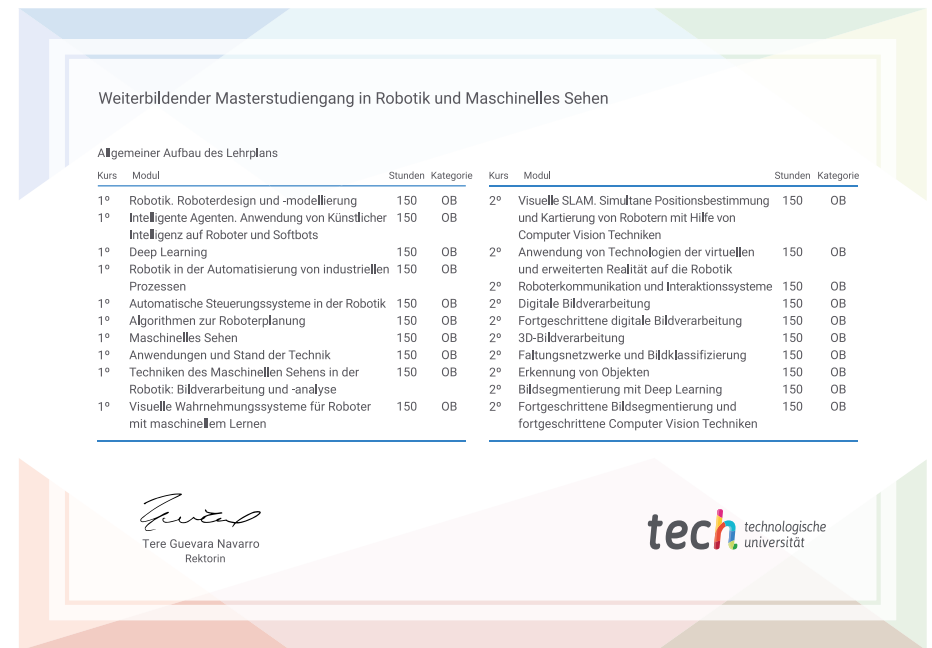 Weiterbildender Masterstudiengang in Robotik und Maschinelles Sehen
Allgemeiner Aufbau des Lehrplans
Kurs Modul Stunden Kategorie
1º Robotik. Roboterdesign und -modellierung 150 OB
1º Intelligente Agenten. Anwendung von Künstlicher 150 OB
Intelligenz auf Roboter und Softbots
1º Deep Learning 150 OB
1º Robotik in der Automatisierung von industriellen 150 OB
Prozessen
1º Automatische Steuerungssysteme in der Robotik 150 OB
1º Algorithmen zur Roboterplanung 150 OB
1º Maschinelles Sehen 150 OB
1º Anwendungen und Stand der Technik 150 OB
1º Techniken des Maschinellen Sehens in der 150 OB
Robotik: Bildverarbeitung und -analyse
1º Visuelle Wahrnehmungssysteme für Roboter 150 OB
mit maschinellem Lernen
Kurs Modul Stunden Kategorie
2º Visuelle SLAM. Simultane Positionsbestimmung 150 OB
und Kartierung von Robotern mit Hilfe von
Computer Vision Techniken
2º Anwendung von Technologien der virtuellen 150 OB
und erweiterten Realität auf die Robotik
2º Roboterkommunikation und Interaktionssysteme 150 OB
2º Digitale Bildverarbeitung 150 OB
2º Fortgeschrittene digitale Bildverarbeitung 150 OB
2º 3D-Bildverarbeitung 150 OB
2º Faltungsnetzwerke und Bildklassifizierung 150 OB
2º Erkennung von Objekten 150 OB
2º Bildsegmentierung mit Deep Learning 150 OB
2º Fortgeschrittene Bildsegmentierung und 150 OB
fortgeschrittene Computer Vision Techniken
Tere Guevara Navarro
Rektorin
tech technologische
universität